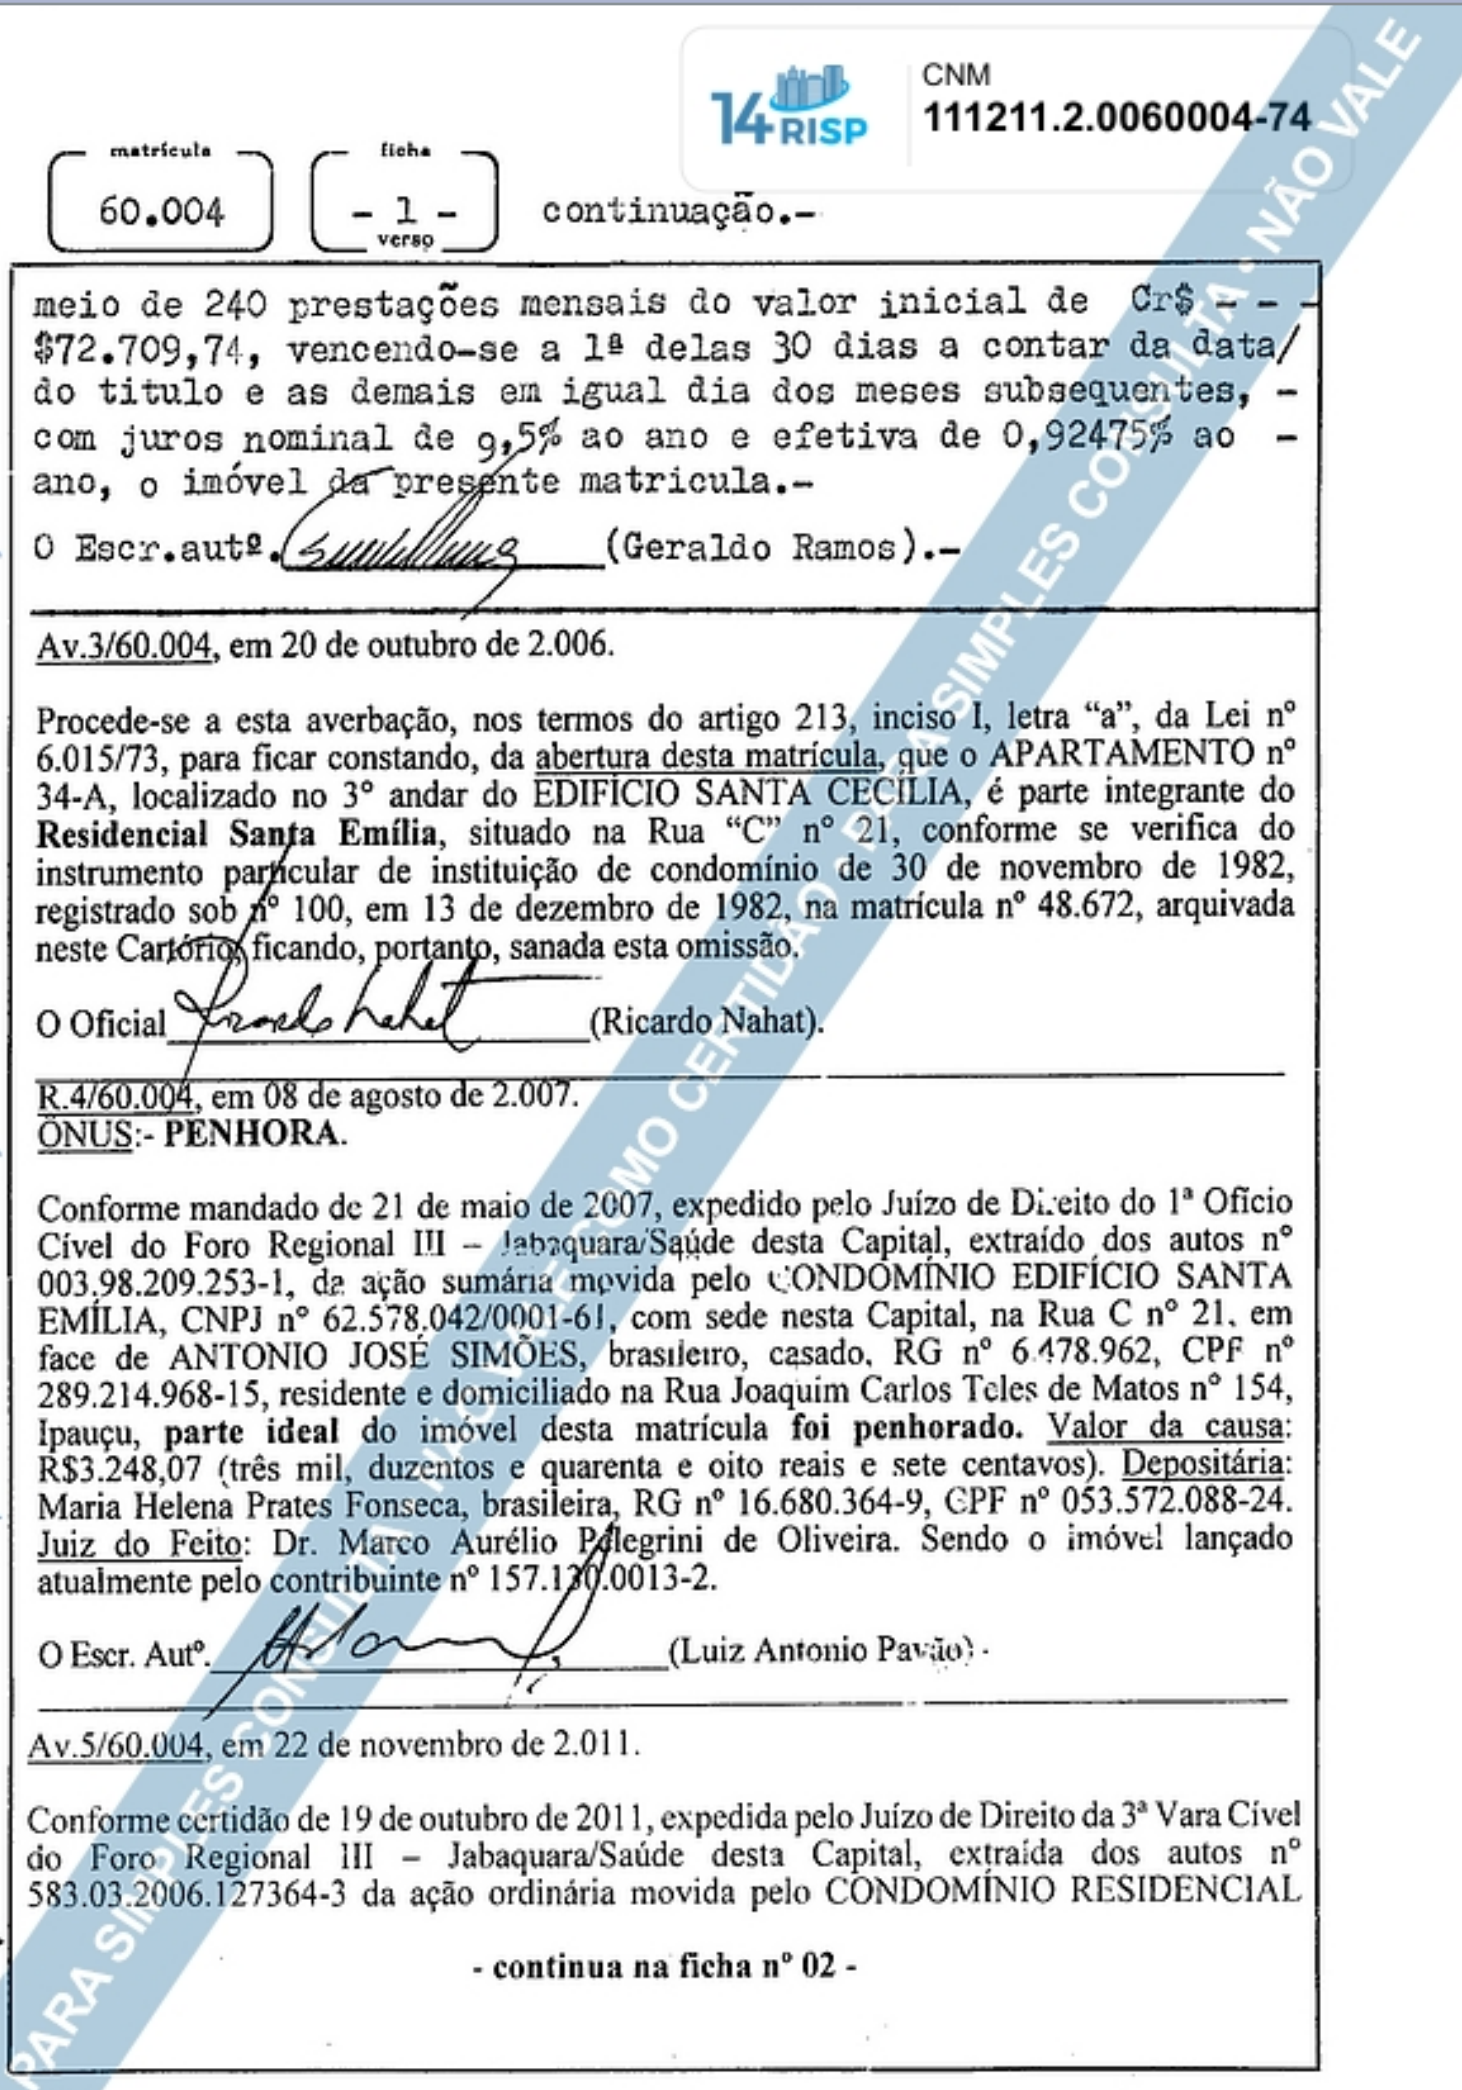 14 RISP
CNM
111211.2.0060004-74
matrícula
60.004
ficha
- 1 -
verso
continuação.-
meio de 240 prestações mensais do valor inicial de Cr$ - - -
$72.709,74, vencendo-se a 1ª delas 30 dias a contar da data/
do titulo e as demais em igual dia dos meses subsequentes, -
com juros nominal de 9,5% ao ano e efetiva de 0,92475% ao -
ano, o imóvel da presente matricula.-
O Escr.autº. (Geraldo Ramos).-
Av.3/60.004, em 20 de outubro de 2.006.
Procede-se a esta averbação, nos termos do artigo 213, inciso I, letra “a”, da Lei nº
6.015/73, para ficar constando, da abertura desta matrícula, que o APARTAMENTO nº
34-A, localizado no 3º andar do EDIFÍCIO SANTA CECÍLIA, é parte integrante do
Residencial Santa Emília, situado na Rua “C” nº 21, conforme se verifica do
instrumento particular de instituição de condomínio de 30 de novembro de 1982,
registrado sob nº 100, em 13 de dezembro de 1982, na matrícula nº 48.672, arquivada
neste Cartório, ficando, portanto, sanada esta omissão.
O Oficial (Ricardo Nahat).
R.4/60.004, em 08 de agosto de 2.007.
ÔNUS:- PENHORA.
Conforme mandado de 21 de maio de 2007, expedido pelo Juízo de Direito do 1ª Ofício
Cível do Foro Regional III – Jabaquara/Saúde desta Capital, extraído dos autos nº
003.98.209.253-1, da ação sumária movida pelo CONDOMÍNIO EDIFÍCIO SANTA
EMÍLIA, CNPJ nº 62.578.042/0001-61, com sede nesta Capital, na Rua C nº 21, em
face de ANTONIO JOSÉ SIMÕES, brasileiro, casado, RG nº 6.478.962, CPF nº
289.214.968-15, residente e domiciliado na Rua Joaquim Carlos Teles de Matos nº 154,
Ipauçu, parte ideal do imóvel desta matrícula foi penhorado. Valor da causa:
R$3.248,07 (três mil, duzentos e quarenta e oito reais e sete centavos). Depositária:
Maria Helena Prates Fonseca, brasileira, RG nº 16.680.364-9, CPF nº 053.572.088-24.
Juiz do Feito: Dr. Marco Aurélio Pelegrini de Oliveira. Sendo o imóvel lançado
atualmente pelo contribuinte nº 157.130.0013-2.
O Escr. Autº. (Luiz Antonio Pavão).
Av.5/60.004, em 22 de novembro de 2.011.
Conforme certidão de 19 de outubro de 2011, expedida pelo Juízo de Direito da 3ª Vara Cível
do Foro Regional III – Jabaquara/Saúde desta Capital, extraída dos autos nº
583.03.2006.127364-3 da ação ordinária movida pelo CONDOMÍNIO RESIDENCIAL
- continua na ficha nº 02 -
PARA SIMPLES CONSULTA • NÃO VALE COMO CERTIDÃO • PARA SIMPLES CONSULTA • NÃO VALE